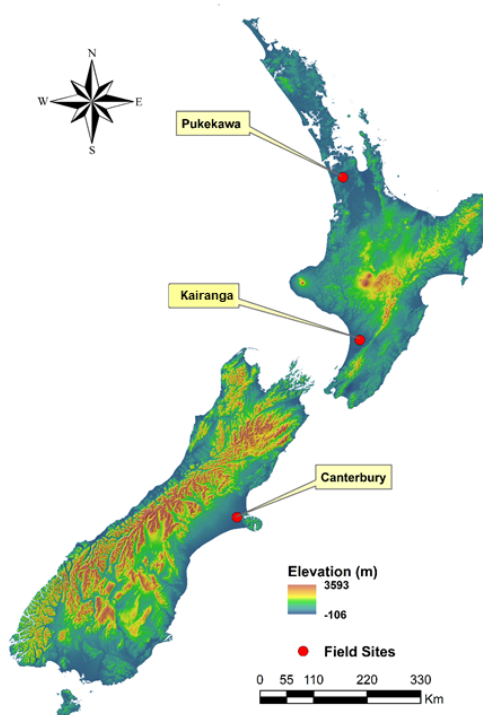 N
W E
S
Pukekawa
Kairanga
Canterbury
Elevation (m)
3593
-106
Field Sites
0 55 110 220 330
Km